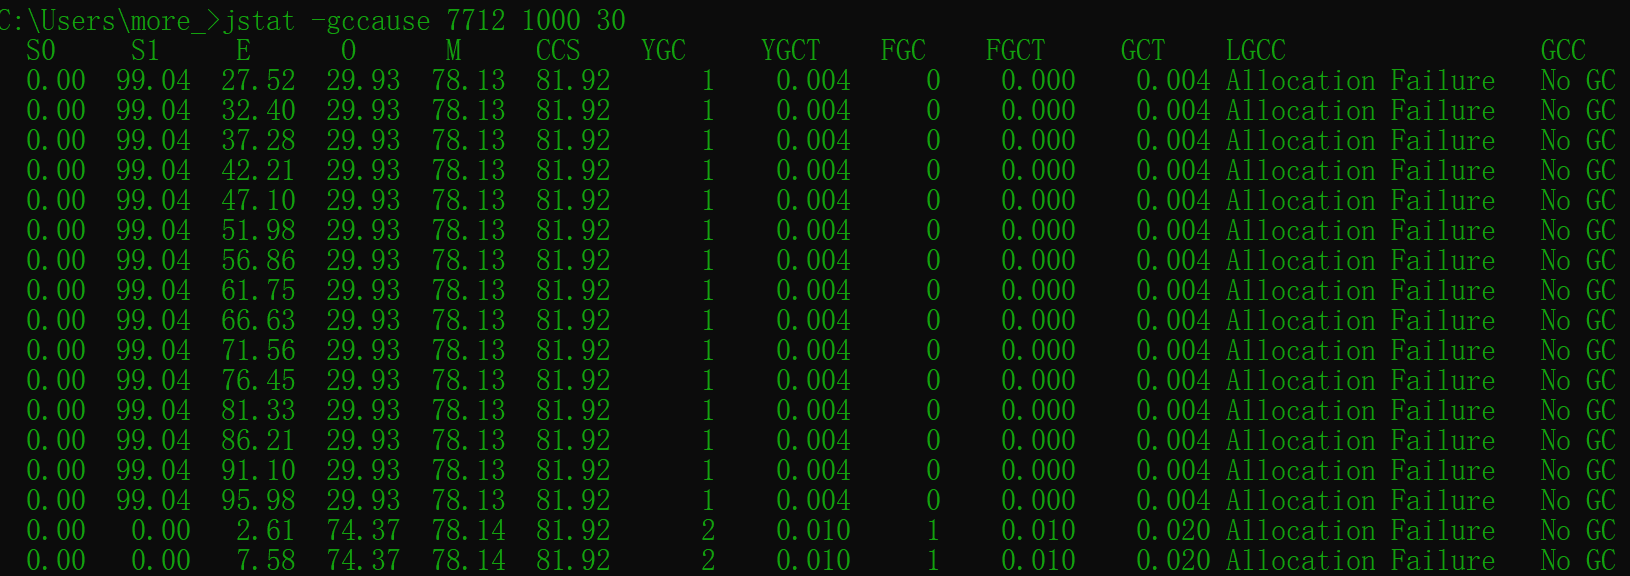 C:\Users\more_>jstat -gccause 7712 1000 30
S0 S1 E O M CCS YGC YGCT FGC FGCT GCT LGCC GCC
0.00 99.04 27.52 29.93 78.13 81.92 1 0.004 0 0.000 0.004 Allocation Failure No GC
0.00 99.04 32.40 29.93 78.13 81.92 1 0.004 0 0.000 0.004 Allocation Failure No GC
0.00 99.04 37.28 29.93 78.13 81.92 1 0.004 0 0.000 0.004 Allocation Failure No GC
0.00 99.04 42.21 29.93 78.13 81.92 1 0.004 0 0.000 0.004 Allocation Failure No GC
0.00 99.04 47.10 29.93 78.13 81.92 1 0.004 0 0.000 0.004 Allocation Failure No GC
0.00 99.04 51.98 29.93 78.13 81.92 1 0.004 0 0.000 0.004 Allocation Failure No GC
0.00 99.04 56.86 29.93 78.13 81.92 1 0.004 0 0.000 0.004 Allocation Failure No GC
0.00 99.04 61.75 29.93 78.13 81.92 1 0.004 0 0.000 0.004 Allocation Failure No GC
0.00 99.04 66.63 29.93 78.13 81.92 1 0.004 0 0.000 0.004 Allocation Failure No GC
0.00 99.04 71.56 29.93 78.13 81.92 1 0.004 0 0.000 0.004 Allocation Failure No GC
0.00 99.04 76.45 29.93 78.13 81.92 1 0.004 0 0.000 0.004 Allocation Failure No GC
0.00 99.04 81.33 29.93 78.13 81.92 1 0.004 0 0.000 0.004 Allocation Failure No GC
0.00 99.04 86.21 29.93 78.13 81.92 1 0.004 0 0.000 0.004 Allocation Failure No GC
0.00 99.04 91.10 29.93 78.13 81.92 1 0.004 0 0.000 0.004 Allocation Failure No GC
0.00 99.04 95.98 29.93 78.13 81.92 1 0.004 0 0.000 0.004 Allocation Failure No GC
0.00 0.00 2.61 74.37 78.14 81.92 2 0.010 1 0.010 0.020 Allocation Failure No GC
0.00 0.00 7.58 74.37 78.14 81.92 2 0.010 1 0.010 0.020 Allocation Failure No GC